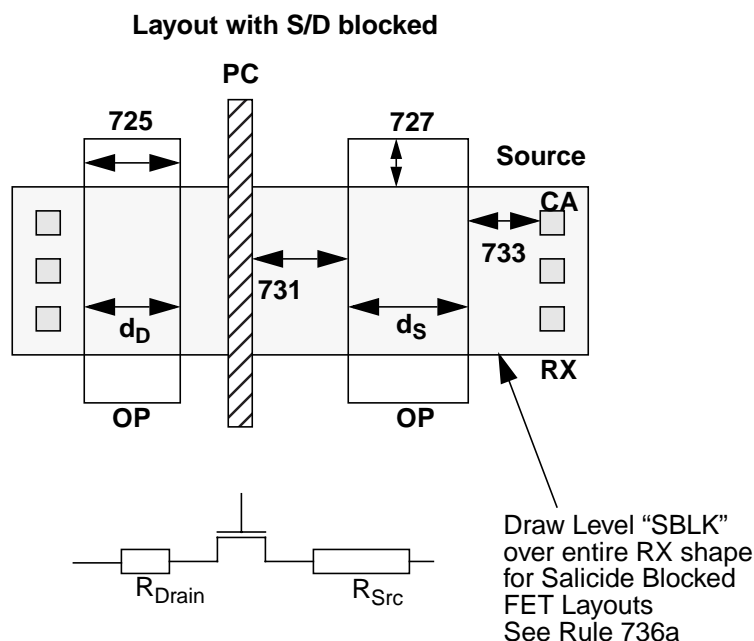 Layout with S/D blocked
PC
725
727
Source
CA
733
731
dD
dS
RX
OP
OP
Draw Level “SBLK”
over entire RX shape
for Salicide Blocked
FET Layouts
See Rule 736a
RDrain
RSrc